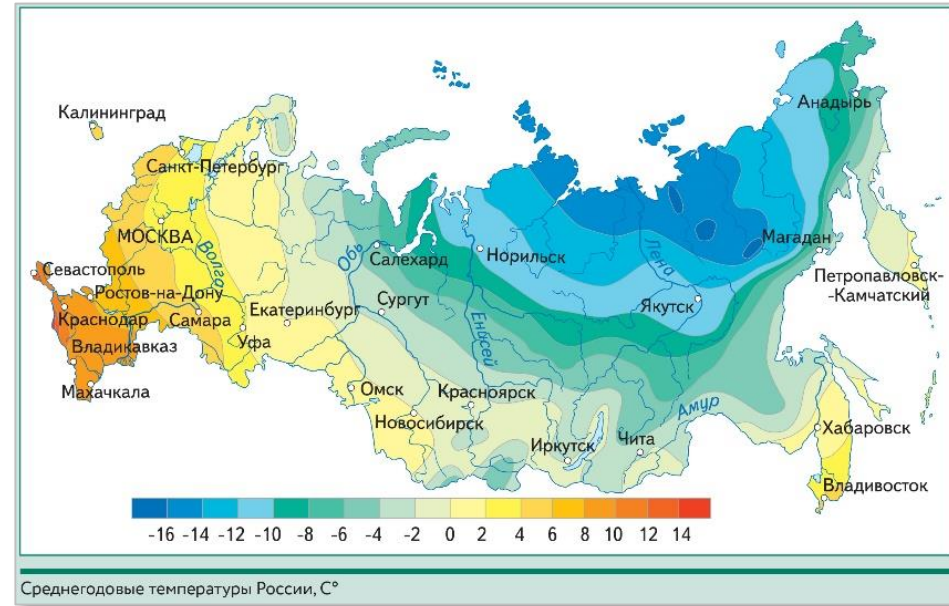 Анадырь
Калининград
Санкт-Петербург
МОСКВА
Волга
Обь
Салехард
Норильск
Лена
Магадан
Севастополь
Ростов-на-Дону
Краснодар
Самара
Екатеринбург
Сургут
Енисей
Якутск
Петропавловск-
-Камчатский
Владикавказ
Уфа
Махачкала
Омск
Красноярск
Новосибирск
Амур
Хабаровск
Иркутск
Чита
Владивосток
-16 -14 -12 -10 -8 -6 -4 -2 0 2 4 6 8 10 12 14
Среднегодовые температуры России, С°